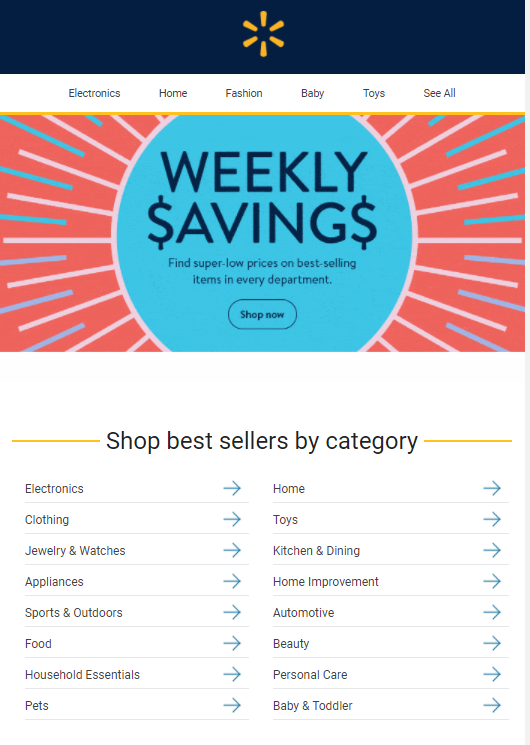 Electronics Home Fashion Baby Toys See All
WEEKLY
$AVING$
Find super-low prices on best-selling
items in every department.
Shop now
Shop best sellers by category
Electronics
Home
Clothing
Toys
Jewelry & Watches
Kitchen & Dining
Appliances
Home Improvement
Sports & Outdoors
Automotive
Food
Beauty
Household Essentials
Personal Care
Pets
Baby & Toddler